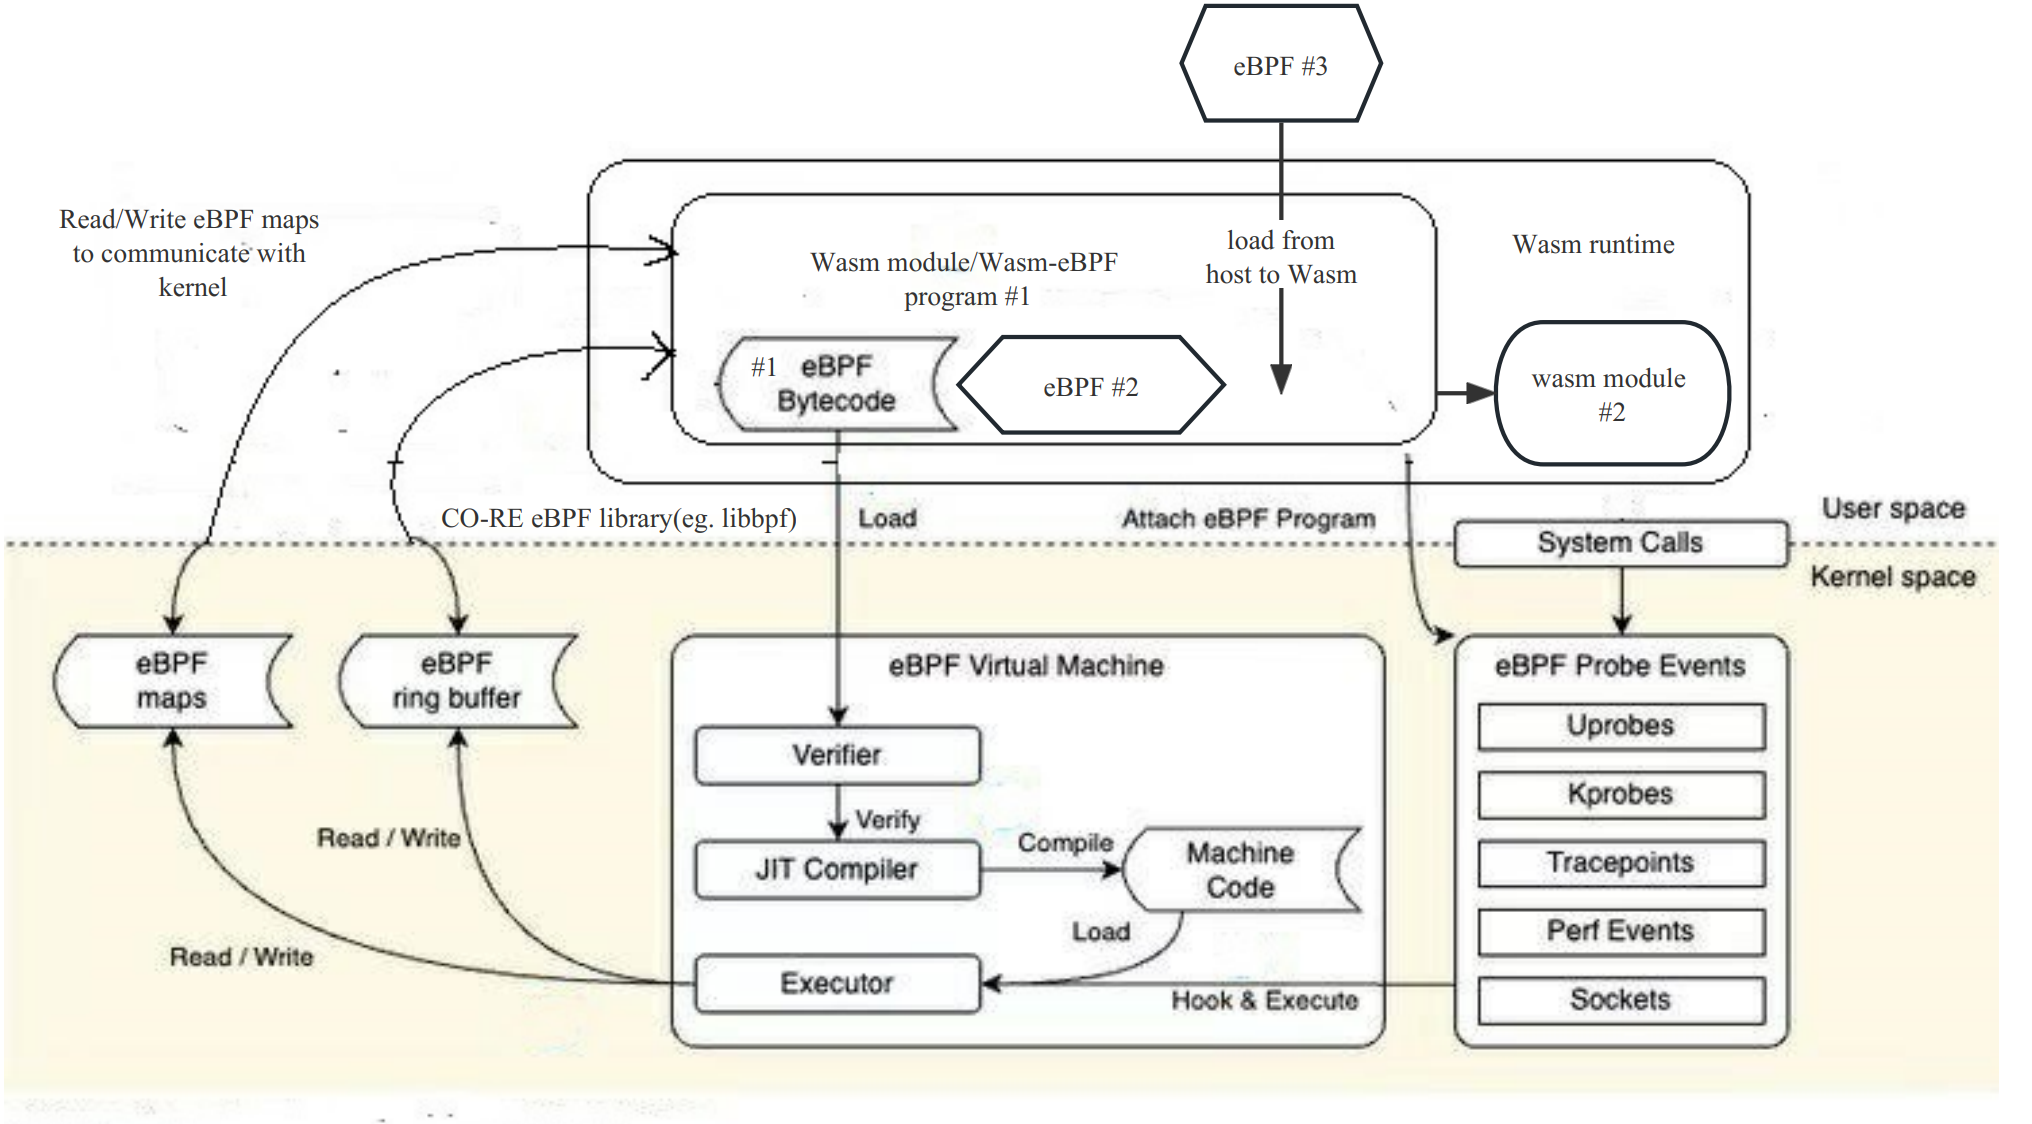 eBPF #3
Read/Write eBPF maps
to communicate with
kernel
load from
host to Wasm
Wasm runtime
Wasm module/Wasm-eBPF
program #1
#1 eBPF
Bytecode
eBPF #2
wasm module
#2
CO-RE eBPF library(eg. libbpf)
Load
Attach eBPF Program
User space
System Calls
Kernel space
eBPF
maps
eBPF
ring buffer
eBPF Virtual Machine
eBPF Probe Events
Verifier
Verify
JIT Compiler
Compile
Machine
Code
Load
Executor
Hook & Execute
Read / Write
Read / Write
Uprobes
Kprobes
Tracepoints
Perf Events
Sockets